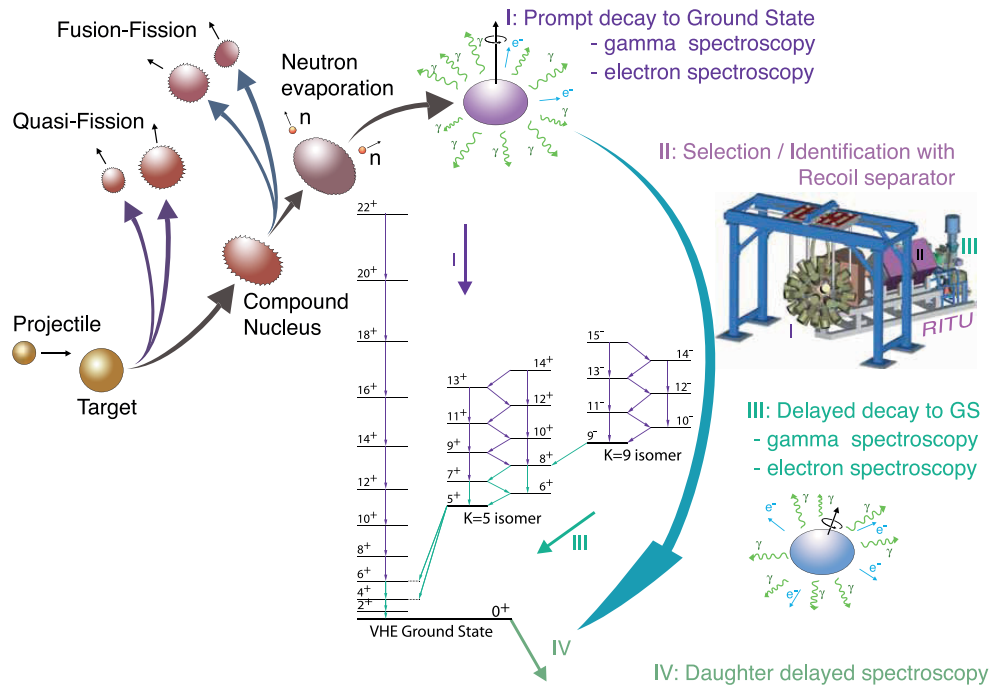 Fusion-Fission
Quasi-Fission
Neutron
evaporation
n
n
Projectile
Target
Compound
Nucleus
I: Prompt decay to Ground State
- gamma spectroscopy
- electron spectroscopy
e⁻
e⁻
γ
γ
γ
γ
γ
γ
γ
γ
γ
γ
II: Selection / Identification with
Recoil separator
I
II
III
RITU
I
22⁺
20⁺
18⁺
16⁺
14⁺
12⁺
10⁺
8⁺
6⁺
4⁺
2⁺
0⁺
VHE Ground State
14⁺
13⁺
12⁺
11⁺
10⁺
9⁺
8⁺
7⁺
6⁺
5⁺
K=5 isomer
15⁻
14⁻
13⁻
12⁻
11⁻
10⁻
9⁻
K=9 isomer
III
III: Delayed decay to GS
- gamma spectroscopy
- electron spectroscopy
γ
γ
γ
γ
γ
γ
γ
γ
e⁻
e⁻
e⁻
e⁻
IV
IV: Daughter delayed spectroscopy